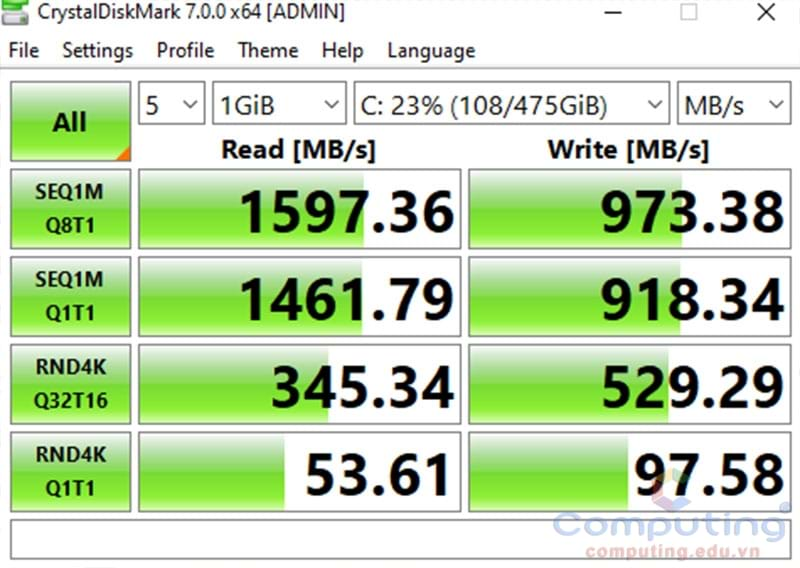 CrystalDiskMark 7.0.0 x64 [ADMIN]
File Settings Profile Theme Help Language
All 5 1GiB C: 23% (108/475GiB) MB/s
Read [MB/s] Write [MB/s]
SEQ1M
Q8T1 1597.36 973.38
SEQ1M
Q1T1 1461.79 918.34
RND4K
Q32T16 345.34 529.29
RND4K
Q1T1 53.61 97.58
Computing
computing.edu.vn